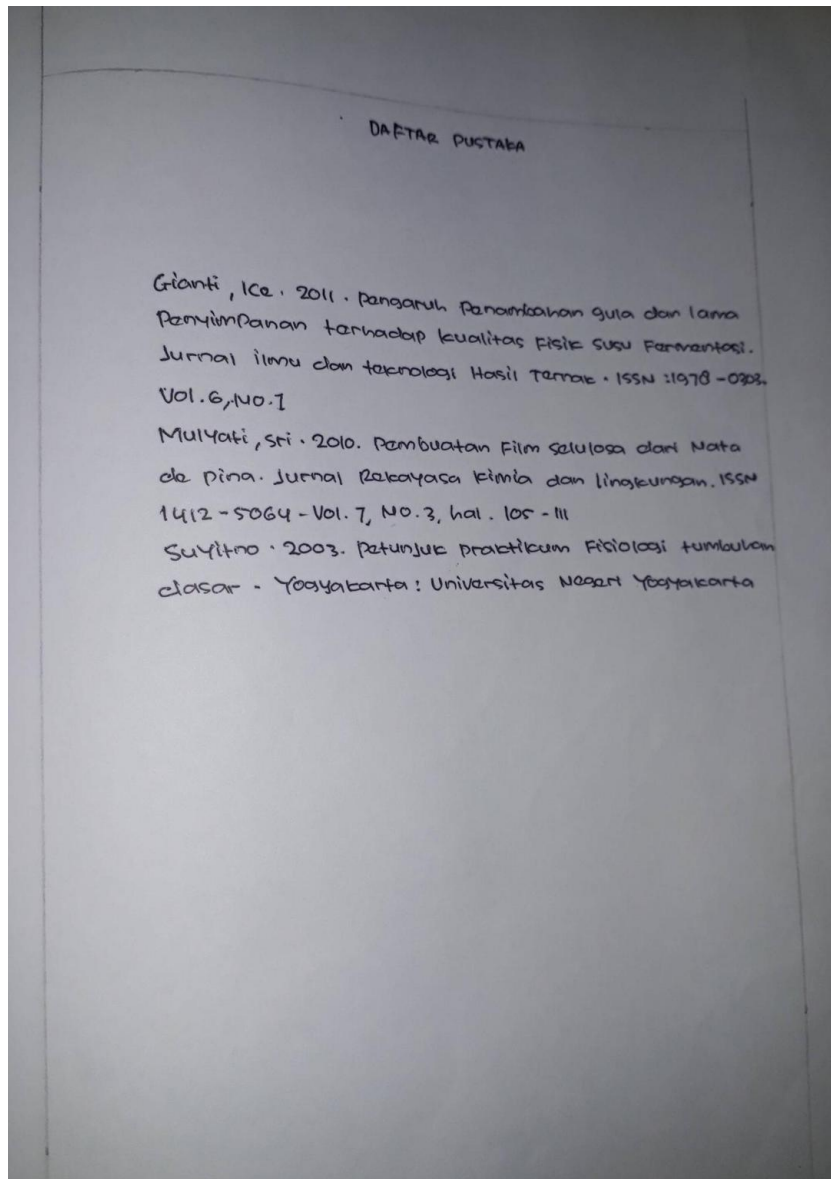 DAFTAR PUSTAKA
Gianti, Ice. 2011. Pengaruh Penambahan gula dan lama
Penyimpanan terhadap kualitas Fisik susu Fermentasi.
Jurnal ilmu dan teknologi Hasil Ternak. ISSN :1978-0303.
Vol.6, No.1
Mulyati, Sri. 2010. Pembuatan Film selulosa dari Nata
de pina. Jurnal Rekayasa kimia dan lingkungan. ISSN
1412-5064-Vol. 7, NO.3, hal. 105-111
Suyitno. 2003. Petunjuk praktikum Fisiologi tumbuhan
dasar - Yogyakarta: Universitas Negeri Yogyakarta